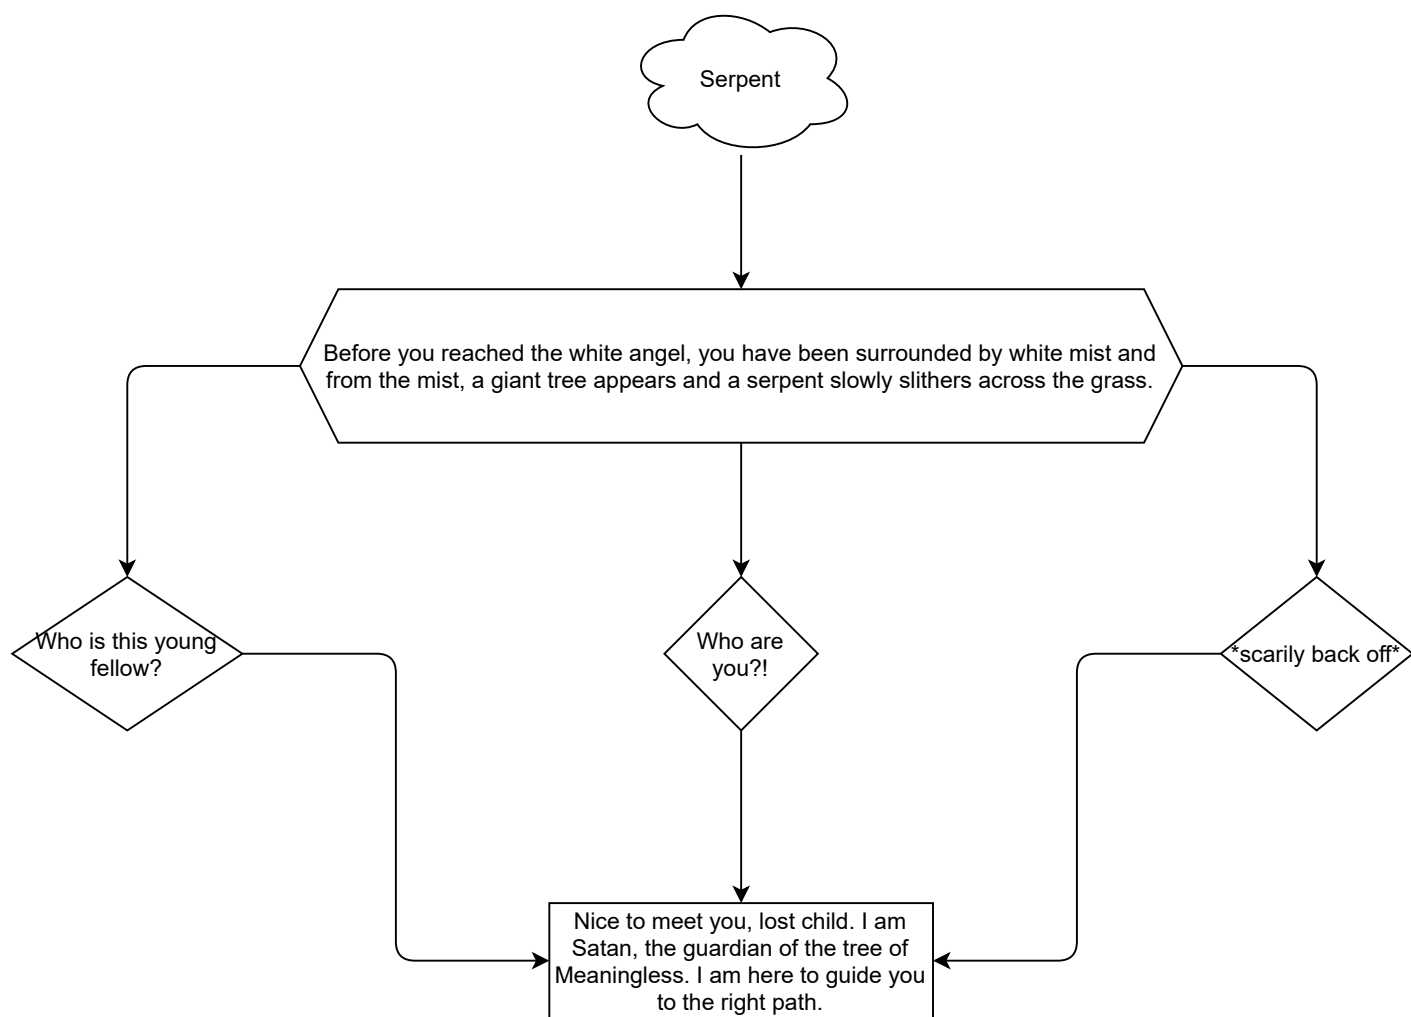 Serpent
Before you reached the white angel, you have been surrounded by white mist and
from the mist, a giant tree appears and a serpent slowly slithers across the grass.
Who is this young
fellow?
Who are
you?!
*scarily back off*
Nice to meet you, lost child. I am
Satan, the guardian of the tree of
Meaningless. I am here to guide you
to the right path.